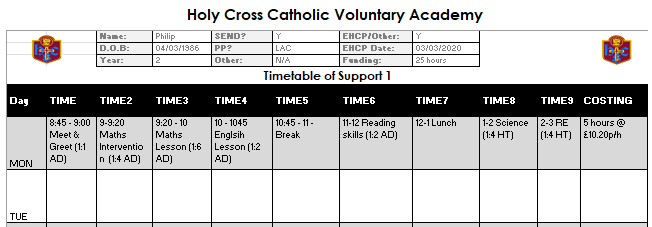 Holy Cross Catholic Voluntary Academy
Name: Philip SEND? Y EHCP/Other: Y
D.O.B: 04/03/1986 PP? LAC EHCP Date: 03/03/2020
Year: 2 Other: N/A Funding: 25 hours
Timetable of Support 1
Day TIME TIME2 TIME3 TIME4 TIME5 TIME6 TIME7 TIME8 TIME9 COSTING
8:45 - 9:00 9-9:20 9:20 - 10 10 - 1045 10:45 - 11 - 11-12 Reading 12-1 Lunch 1-2 Science 2-3 RE 5 hours @
Meet & Maths Maths Englsih Break skills (1:2 AD) (1:4 HT) (1:4 HT) £10.20p/h
Greet (1:1 Interventio Lesson (1:6 Lesson (1:2
AD) n (1:4 AD) AD) AD)
MON
TUE